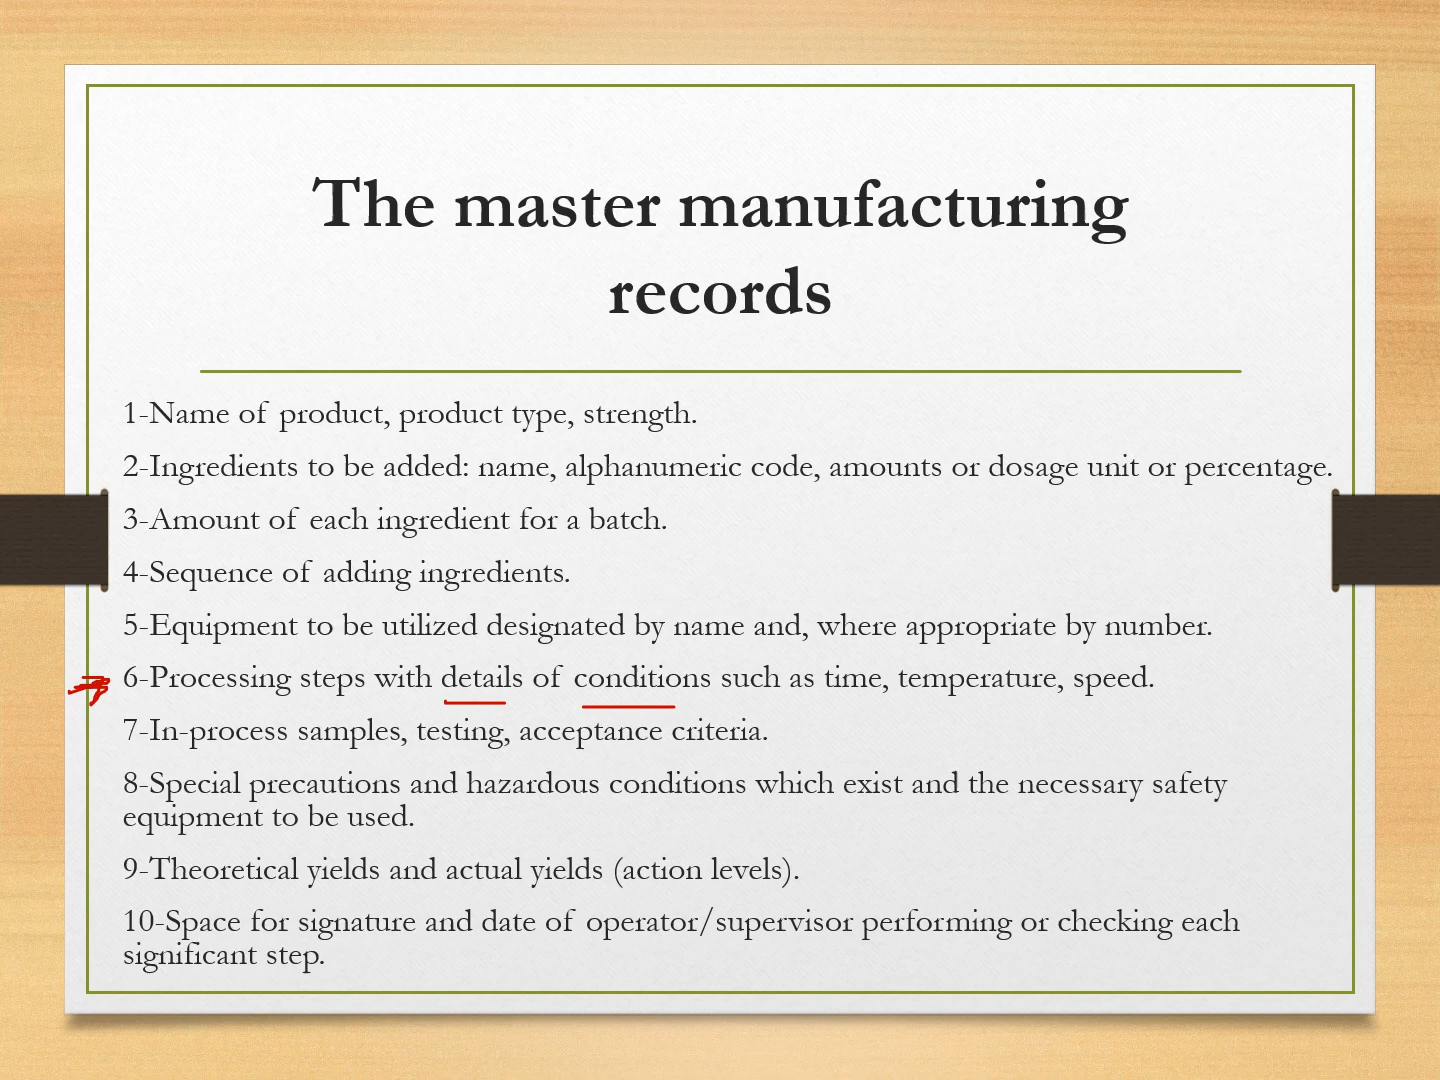 The master manufacturing
records
1-Name of product, product type, strength.
2-Ingredients to be added: name, alphanumeric code, amounts or dosage unit or percentage.
3-Amount of each ingredient for a batch.
4-Sequence of adding ingredients.
5-Equipment to be utilized designated by name and, where appropriate by number.
6-Processing steps with details of conditions such as time, temperature, speed.
7-In-process samples, testing, acceptance criteria.
8-Special precautions and hazardous conditions which exist and the necessary safety
equipment to be used.
9-Theoretical yields and actual yields (action levels).
10-Space for signature and date of operator/supervisor performing or checking each
significant step.